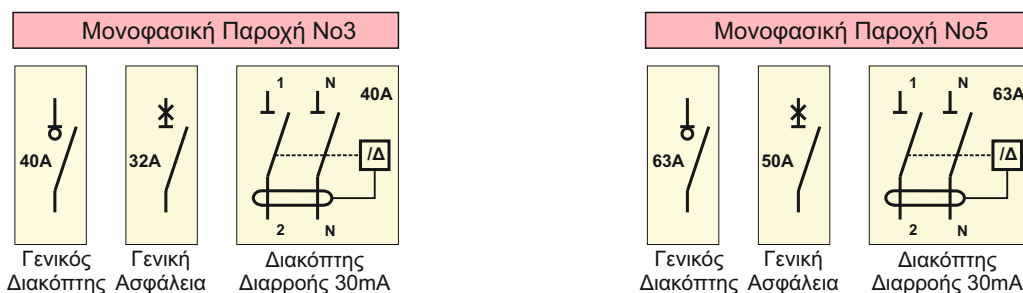 Μονοφασική Παροχή Νο3
1 N
40A
40A
32A
/Δ
2 N
Γενικός
Διακόπτης
Γενική
Ασφάλεια
Διακόπτης
Διαρροής 30mA
Μονοφασική Παροχή Νο5
1 N
63A
63A
50A
/Δ
2 N
Γενικός
Διακόπτης
Γενική
Ασφάλεια
Διακόπτης
Διαρροής 30mA